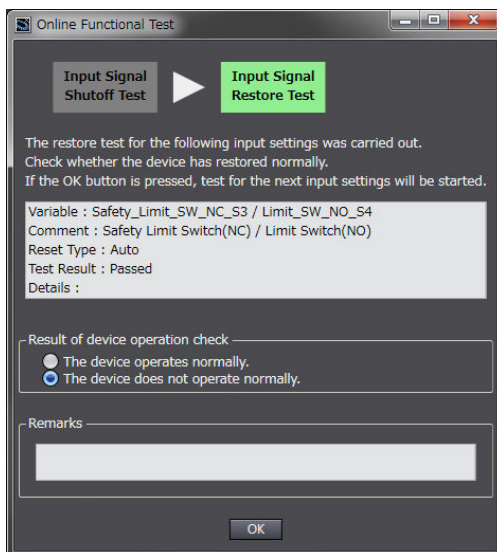 Online Functional Test
Input Signal
Shutoff Test
Input Signal
Restore Test
The restore test for the following input settings was carried out.
Check whether the device has restored normally.
If the OK button is pressed, test for the next input settings will be started.
Variable : Safety_Limit_SW_NC_S3 / Limit_SW_NO_S4
Comment : Safety Limit Switch(NC) / Limit Switch(NO)
Reset Type : Auto
Test Result : Passed
Details :
Result of device operation check
The device operates normally.
The device does not operate normally.
Remarks
OK